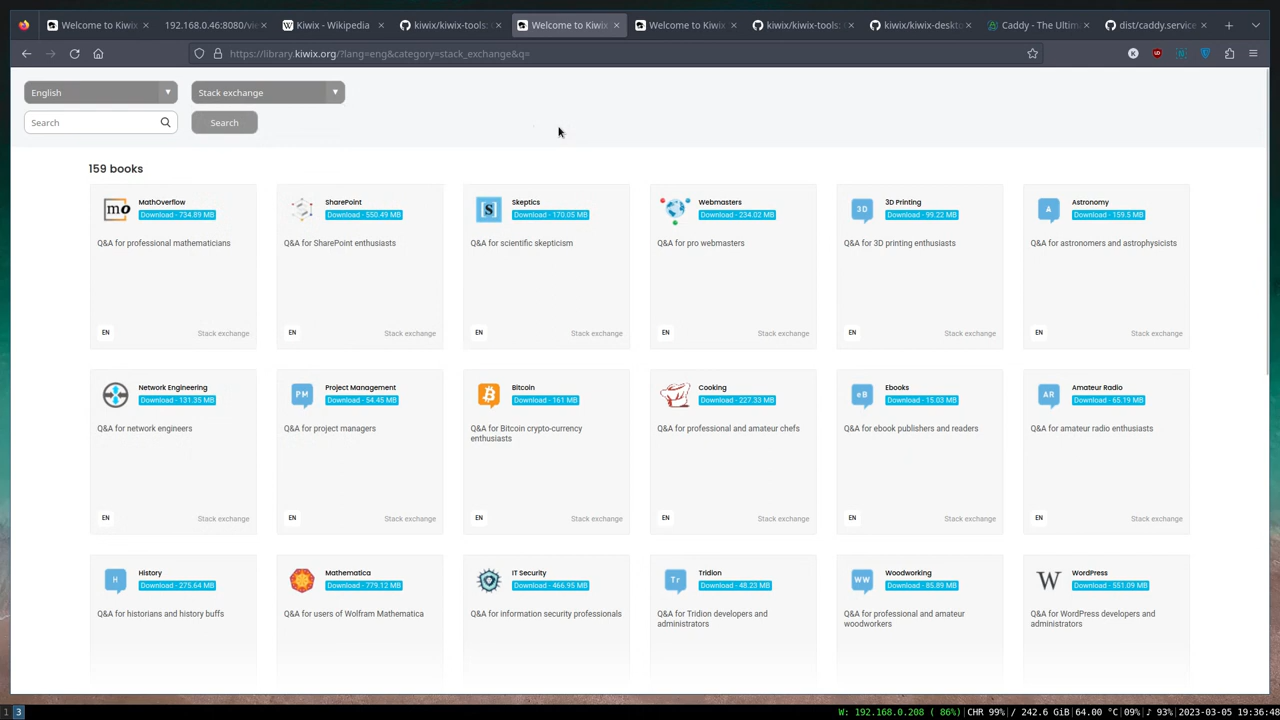 Welcome to Kiwix
192.168.0.46:8080/vie
Kiwix - Wikipedia
kiwix/kiwix-tools:
Welcome to Kiwix
Welcome to Kiwix
kiwix/kiwix-tools:
kiwix/kiwix-deskto
Caddy - The Ultim
dist/caddy.service
https://library.kiwix.org/?lang=eng&category=stack_exchange&q=
English
Stack exchange
Search
Search
159 books
MathOverflow
Download - 734.89 MB
Q&A for professional mathematicians
EN
Stack exchange
SharePoint
Download - 550.49 MB
Q&A for SharePoint enthusiasts
EN
Stack exchange
Skeptics
Download - 170.05 MB
Q&A for scientific skepticism
EN
Stack exchange
Webmasters
Download - 234.02 MB
Q&A for pro webmasters
EN
Stack exchange
3D
3D Printing
Download - 99.22 MB
Q&A for 3D printing enthusiasts
EN
Stack exchange
A
Astronomy
Download - 159.5 MB
Q&A for astronomers and astrophysicists
EN
Stack exchange
Network Engineering
Download - 131.35 MB
Q&A for network engineers
EN
Stack exchange
PM
Project Management
Download - 54.45 MB
Q&A for project managers
EN
Stack exchange
Bitcoin
Download - 161 MB
Q&A for Bitcoin crypto-currency
enthusiasts
EN
Stack exchange
Cooking
Download - 227.33 MB
Q&A for professional and amateur chefs
EN
Stack exchange
eB
Ebooks
Download - 15.03 MB
Q&A for ebook publishers and readers
EN
Stack exchange
AR
Amateur Radio
Download - 65.19 MB
Q&A for amateur radio enthusiasts
EN
Stack exchange
H
History
Download - 275.64 MB
Q&A for historians and history buffs
Mathematica
Download - 779.12 MB
Q&A for users of Wolfram Mathematica
IT Security
Download - 466.95 MB
Q&A for information security professionals
Tr
Tridion
Download - 48.23 MB
Q&A for Tridion developers and
administrators
WW
Woodworking
Download - 85.89 MB
Q&A for professional and amateur
woodworkers
W
WordPress
Download - 551.09 MB
Q&A for WordPress developers and
administrators
1 3
W: 192.168.0.208 ( 86%)|CHR 99%|/ 242.6 GiB|64.00 °C|09%|♪ 93%|2023-03-05 19:36:48